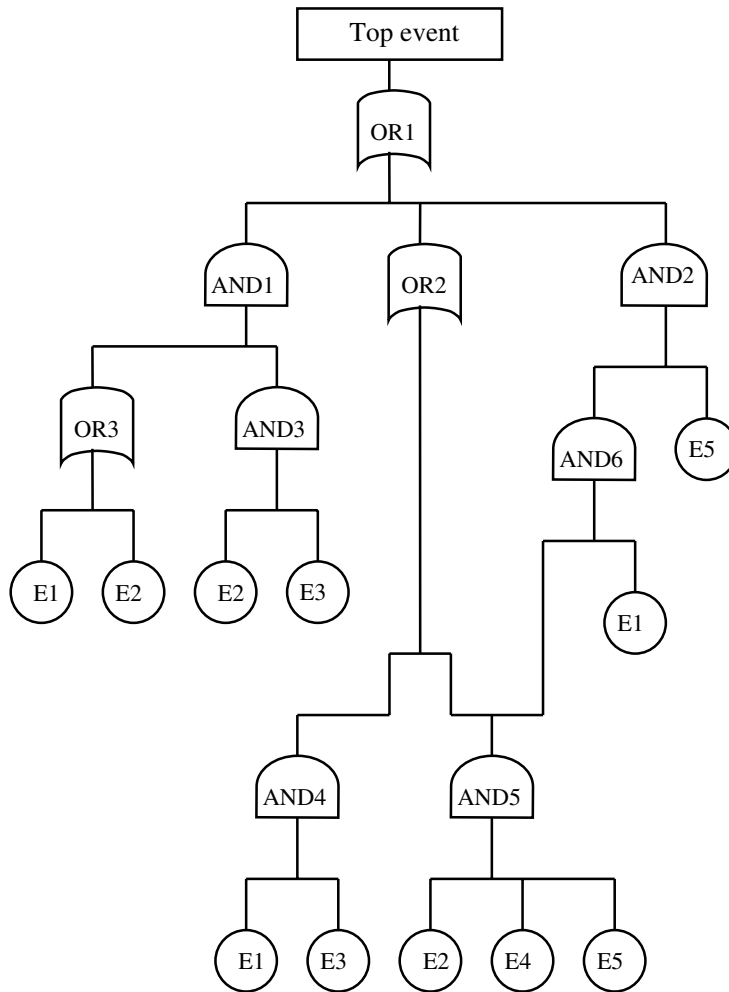 Top event
OR1
AND1 OR2 AND2
OR3 AND3 AND6 E5
E1 E2 E2 E3 E1
AND4 AND5
E1 E3 E2 E4 E5